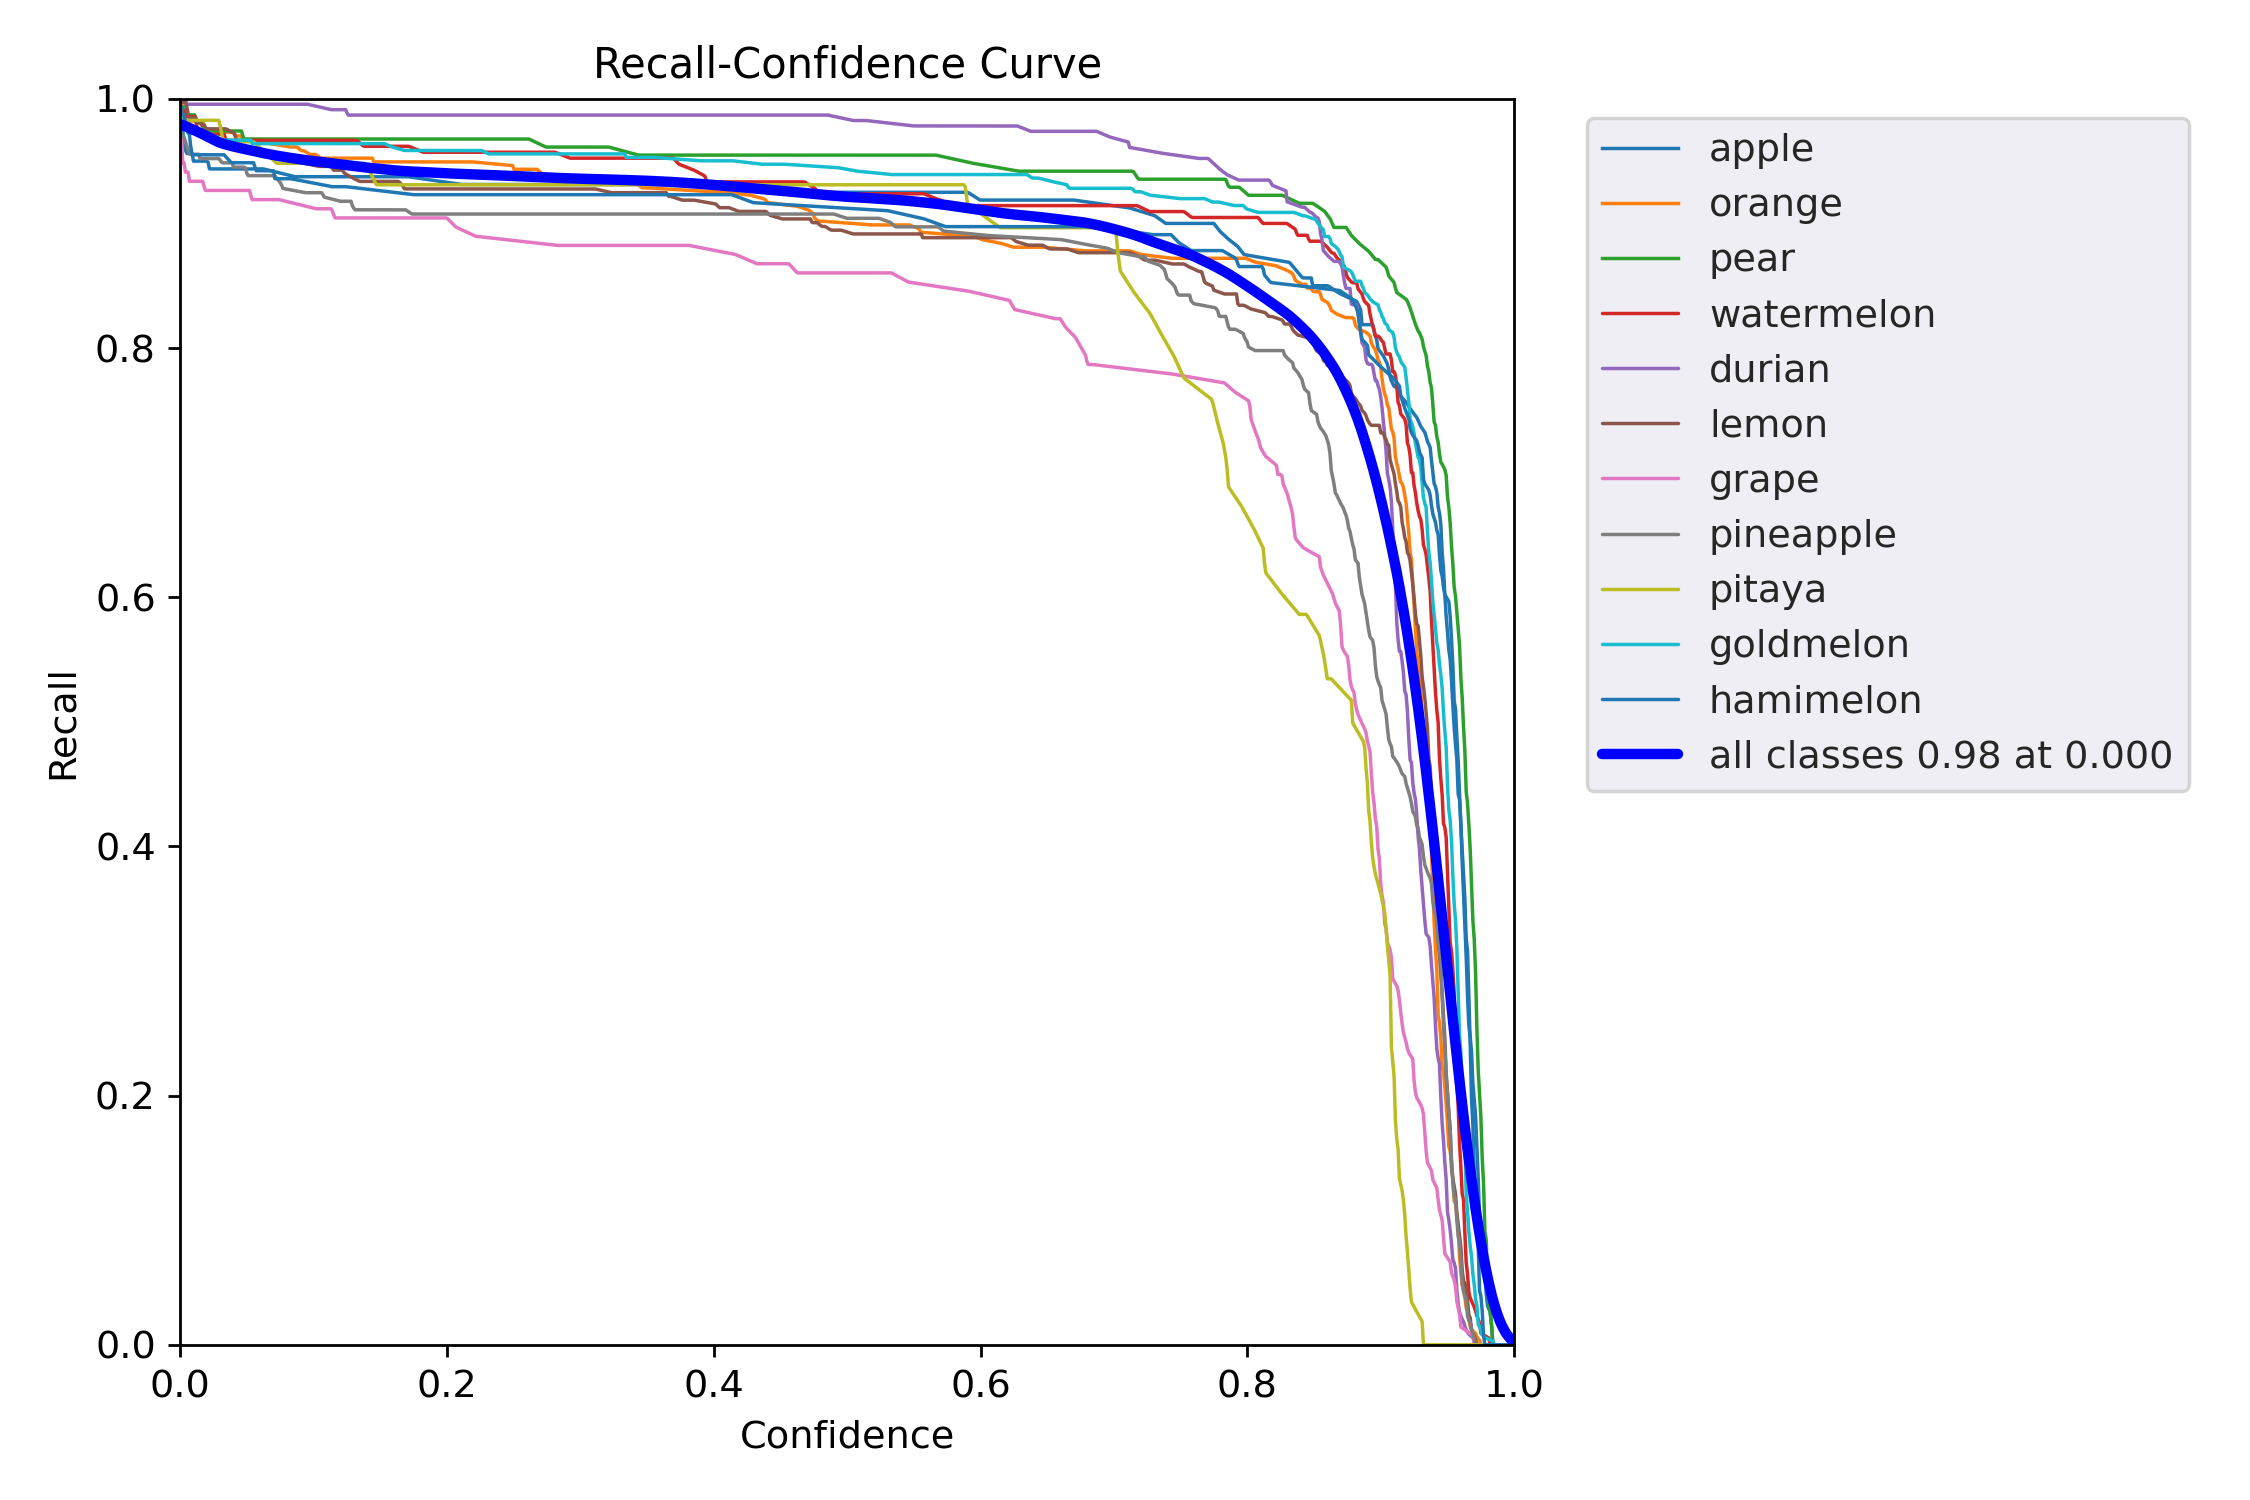 Recall-Confidence Curve
1.0
0.8
0.6
0.4
0.2
0.0
Recall
0.0 0.2 0.4 0.6 0.8 1.0
Confidence
apple
orange
pear
watermelon
durian
lemon
grape
pineapple
pitaya
goldmelon
hamimelon
all classes 0.98 at 0.000